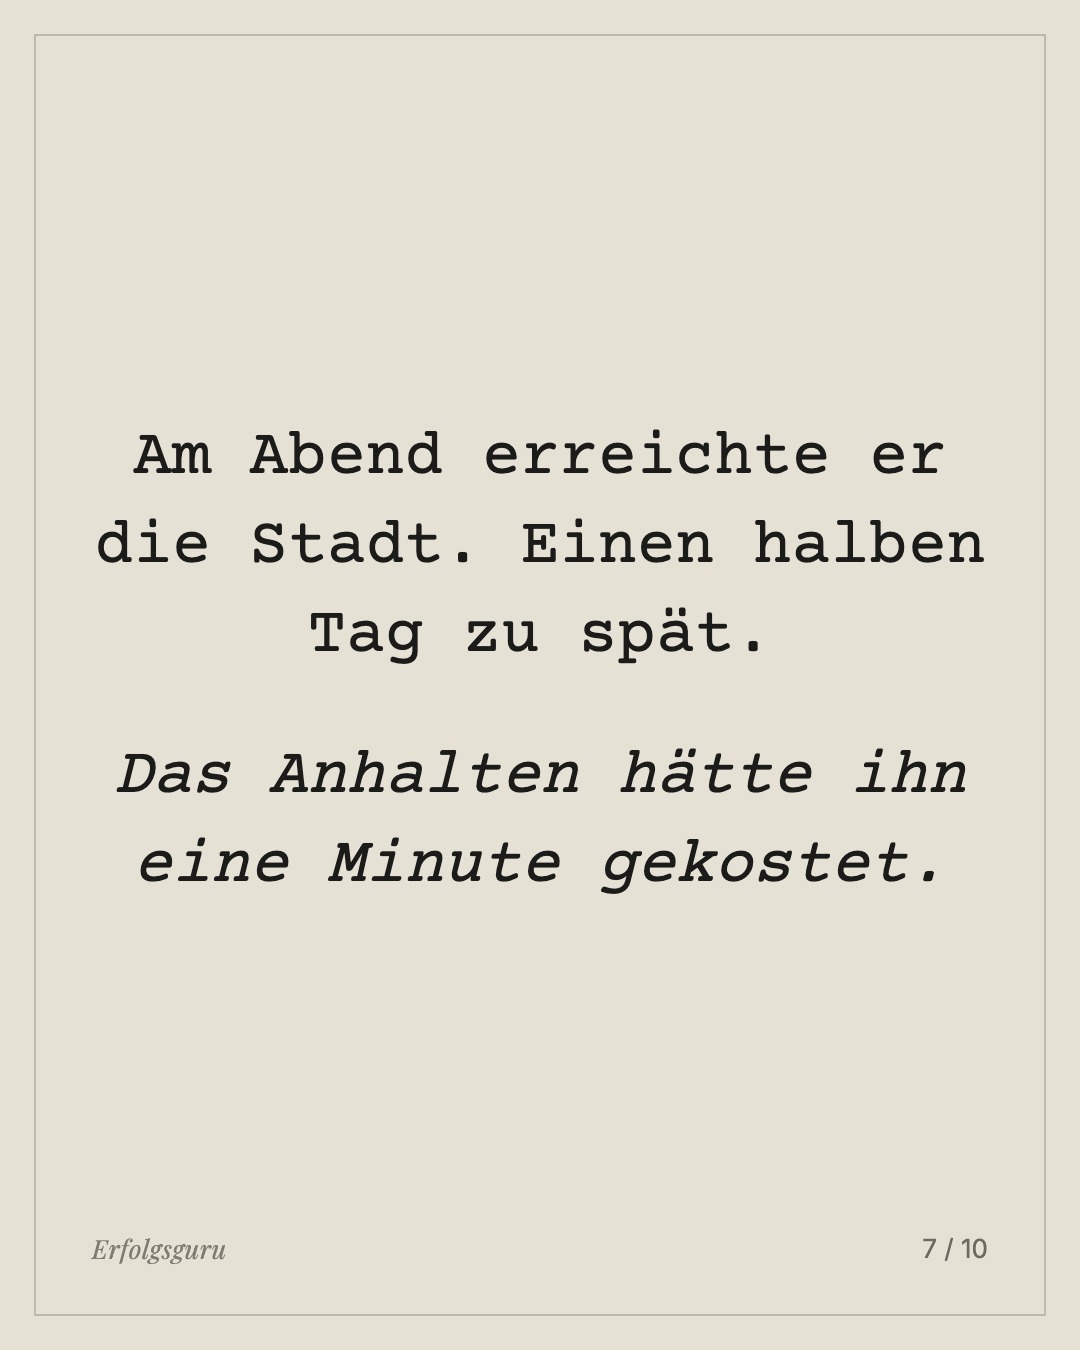 Am Abend erreichte er
die Stadt. Einen halben
Tag zu spät.
Das Anhalten hätte ihn
eine Minute gekostet.
Erfolgsguru
7 / 10